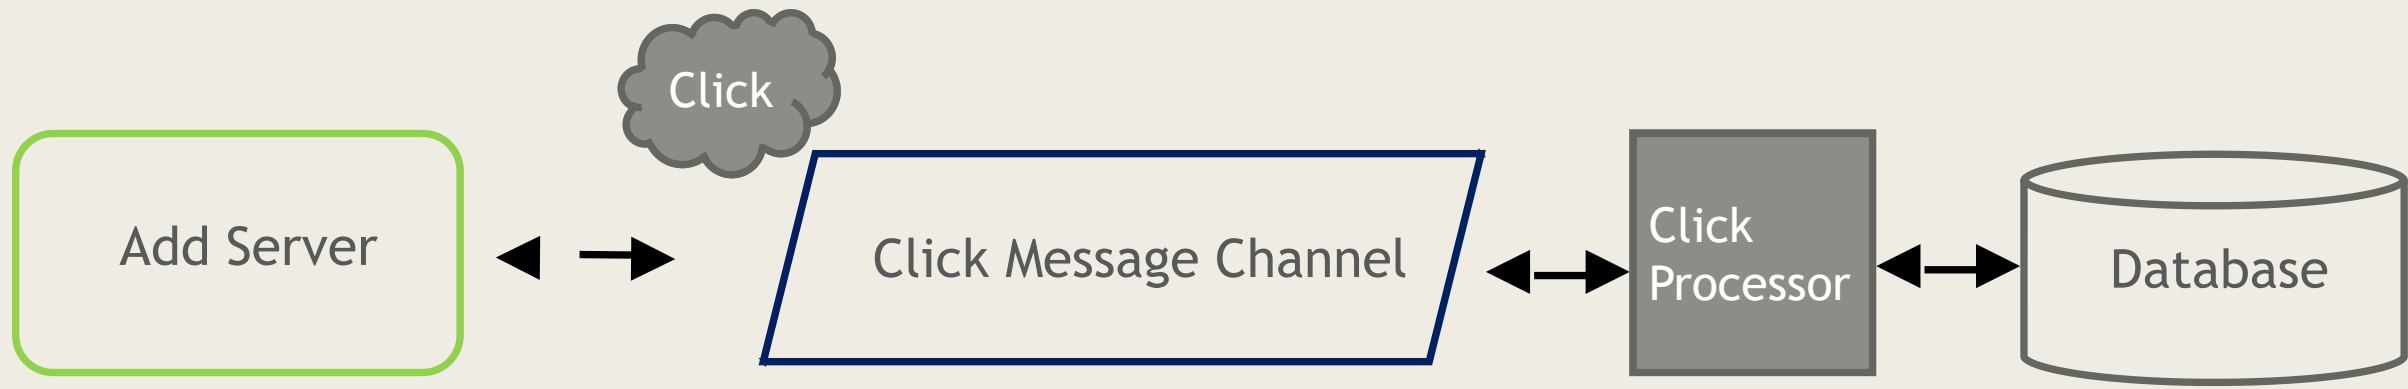 Click
Add Server
Click Message Channel
Click
Processor
Database